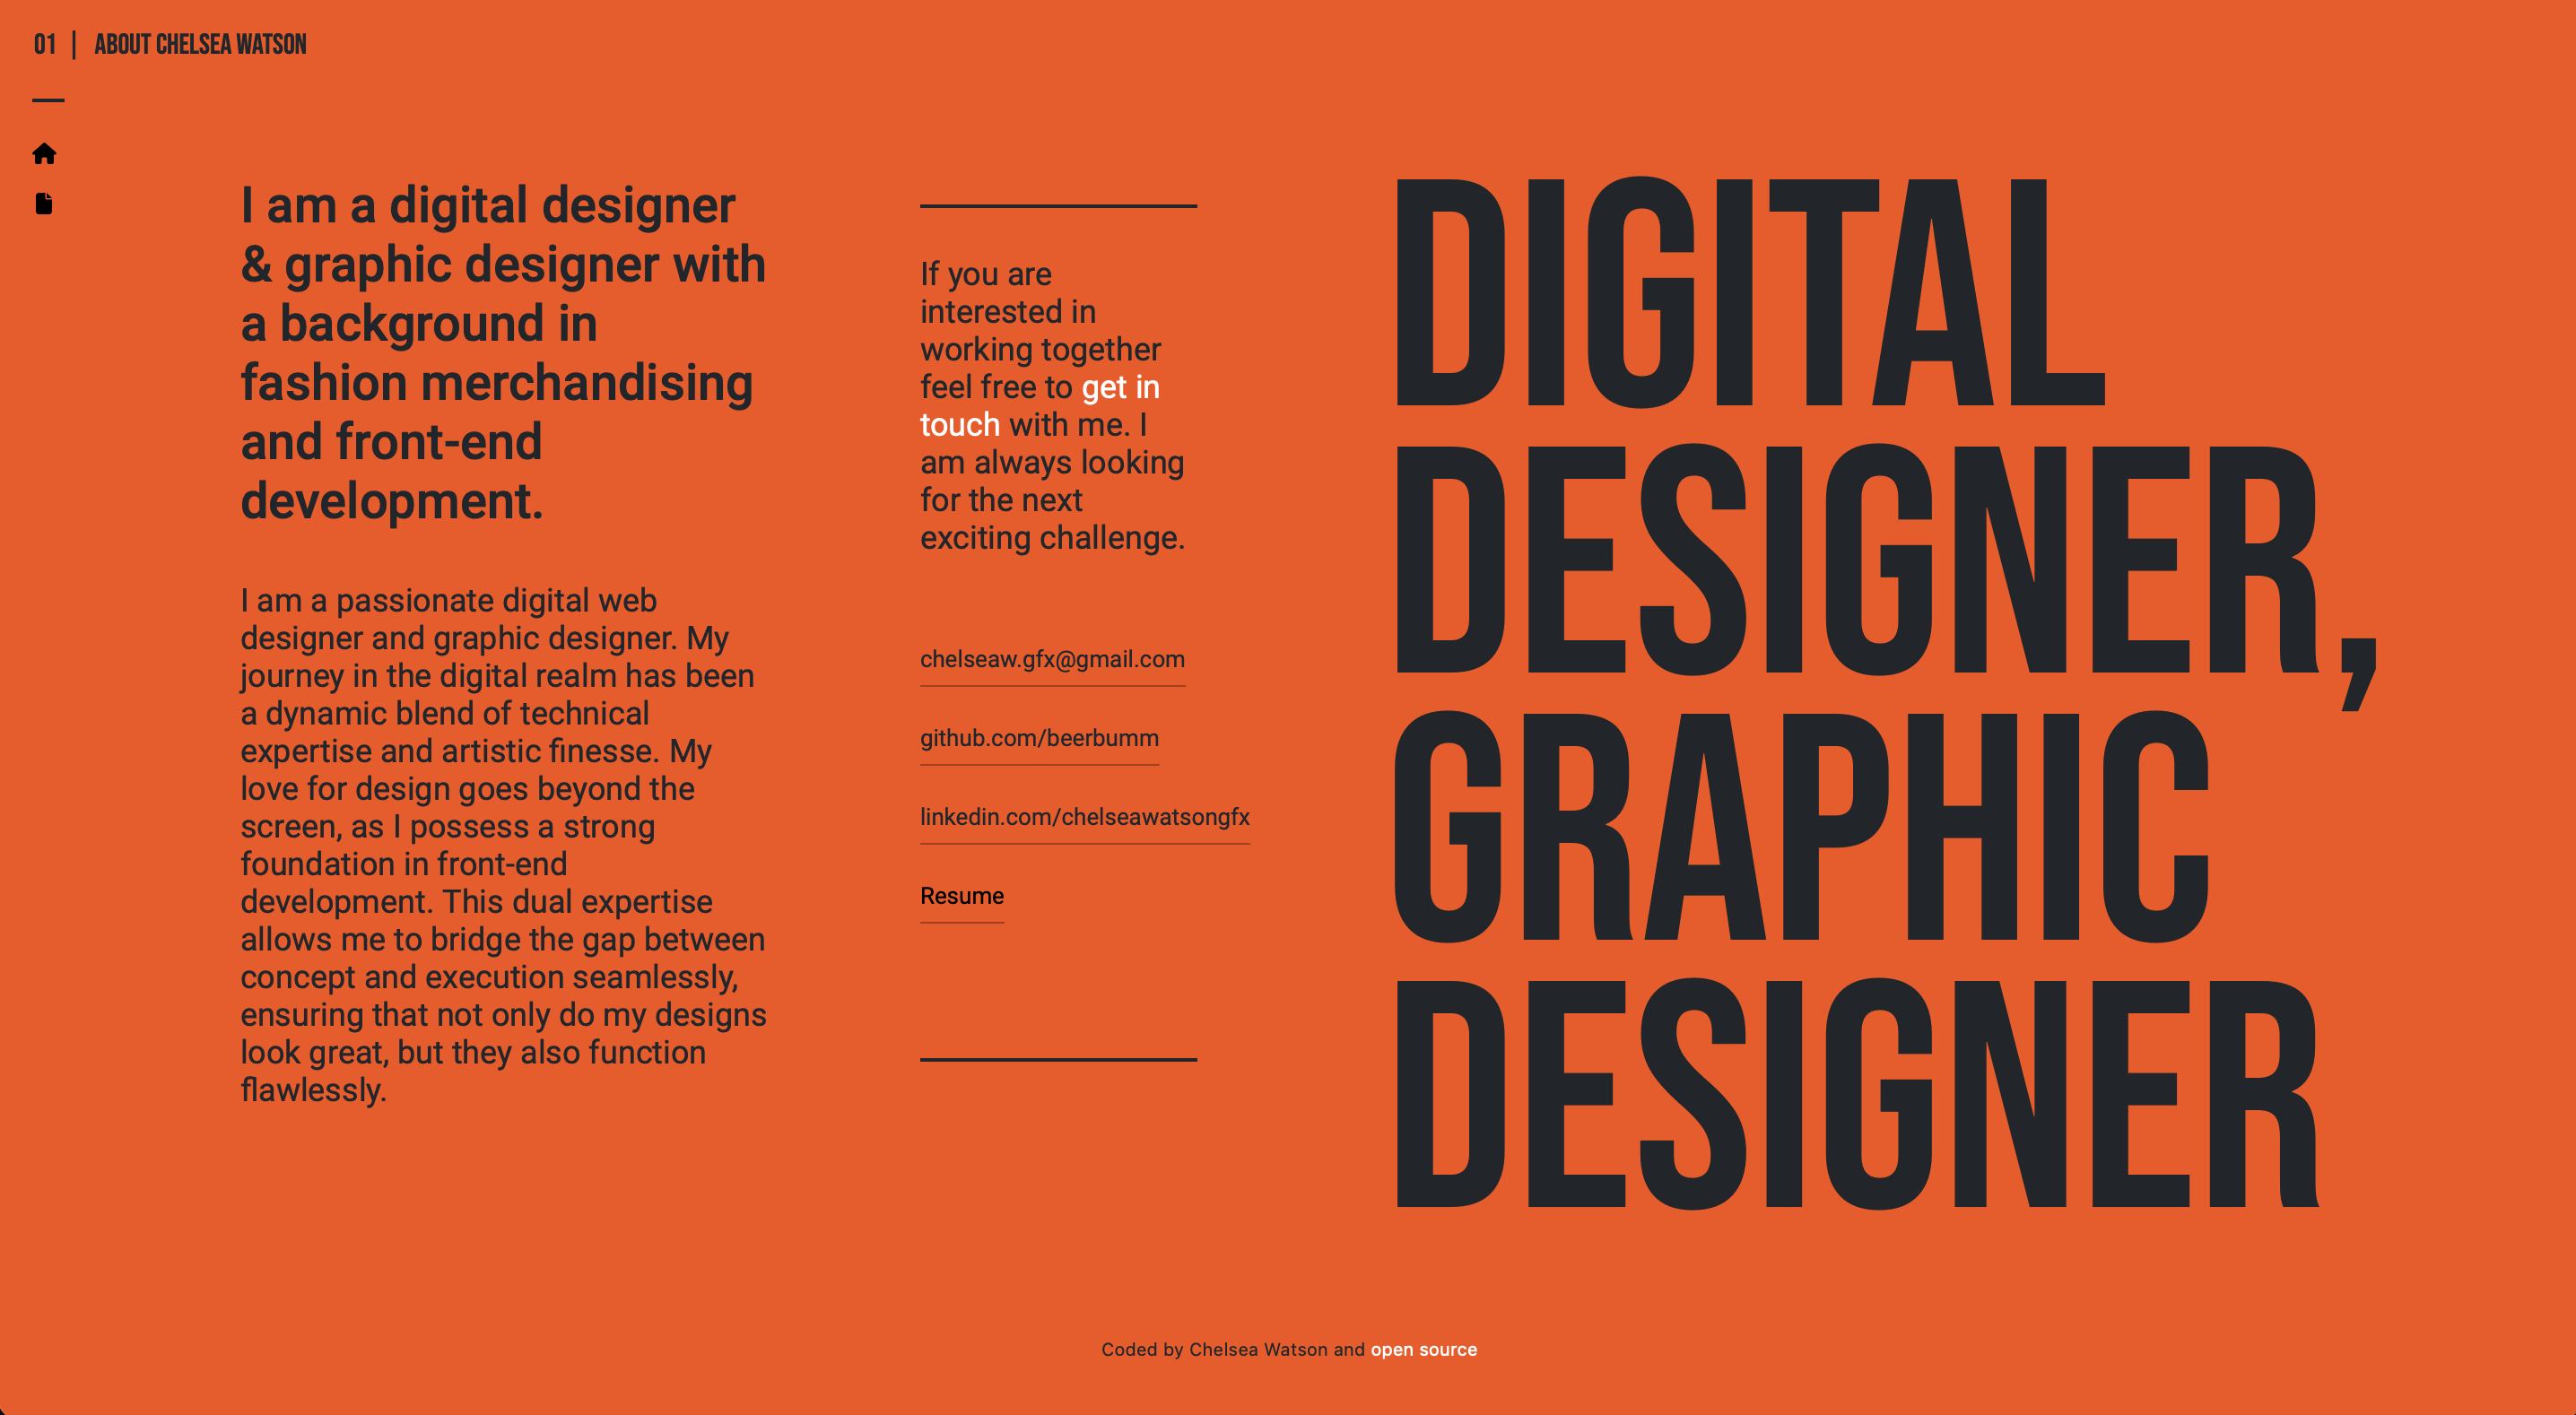 01 | ABOUT CHELSEA WATSON
I am a digital designer
& graphic designer with
a background in
fashion merchandising
and front-end
development.
I am a passionate digital web
designer and graphic designer. My
journey in the digital realm has been
a dynamic blend of technical
expertise and artistic finesse. My
love for design goes beyond the
screen, as I possess a strong
foundation in front-end
development. This dual expertise
allows me to bridge the gap between
concept and execution seamlessly,
ensuring that not only do my designs
look great, but they also function
flawlessly.
If you are
interested in
working together
feel free to get in
touch with me. I
am always looking
for the next
exciting challenge.
chelseaw.gfx@gmail.com
github.com/beerbumm
linkedin.com/chelseawatsongfx
Resume
DIGITAL
DESIGNER,
GRAPHIC
DESIGNER
Coded by Chelsea Watson and open source